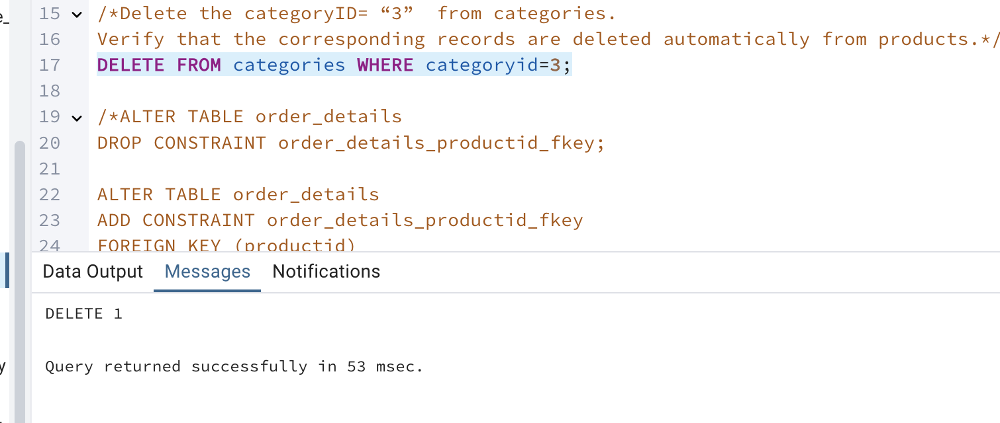 15 /*Delete the categoryID= “3”  from categories.
16 Verify that the corresponding records are deleted automatically from products.*/
17 DELETE FROM categories WHERE categoryid=3;
18
19 /*ALTER TABLE order_details
20 DROP CONSTRAINT order_details_productid_fkey;
21
22 ALTER TABLE order_details
23 ADD CONSTRAINT order_details_productid_fkey
24 FOREIGN KEY (productid)
Data Output Messages Notifications
DELETE 1
Query returned successfully in 53 msec.